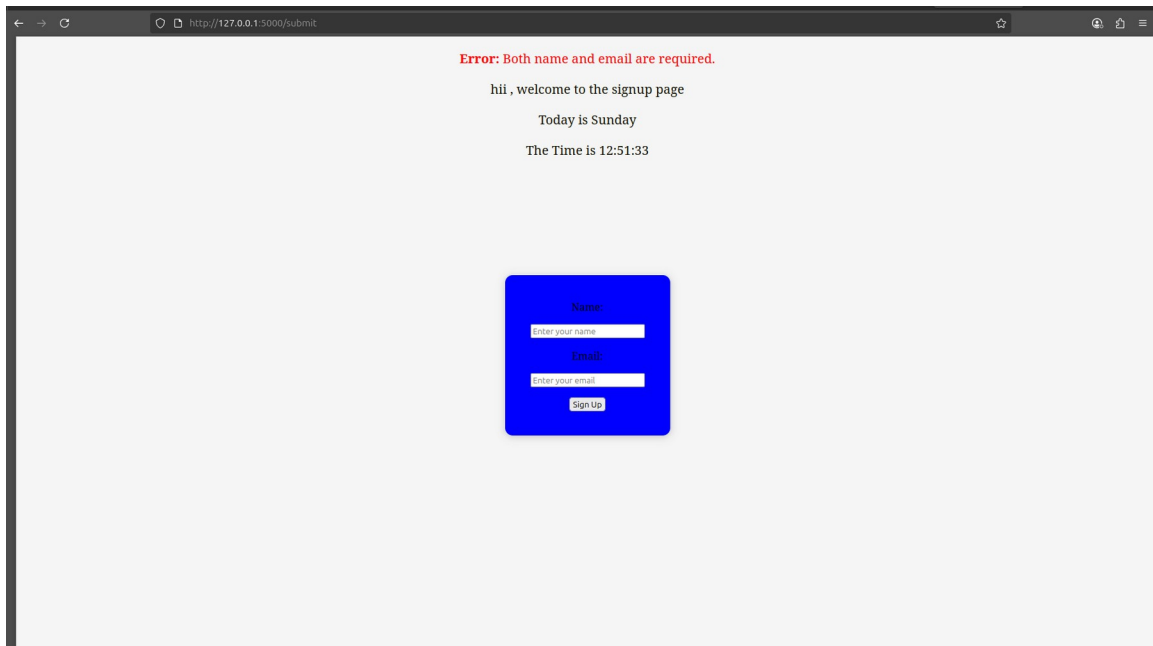 http://127.0.0.1:5000/submit
Error: Both name and email are required.
hii , welcome to the signup page
Today is Sunday
The Time is 12:51:33
Name:
Enter your name
Email:
Enter your email
Sign Up